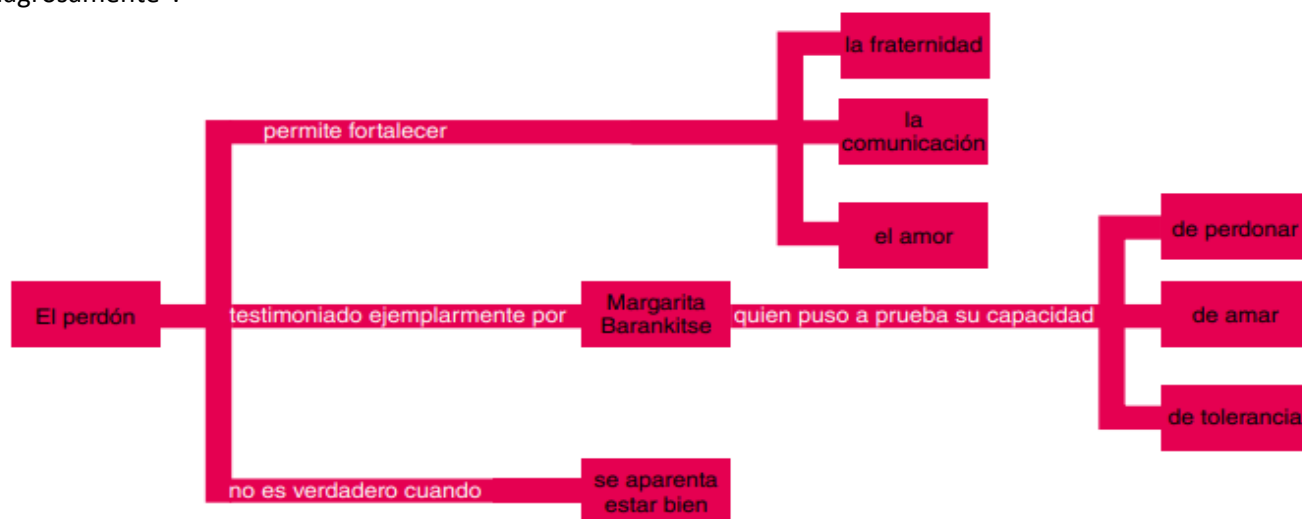 la fraternidad
permite fortalecer
la
comunicación
el amor
de perdonar
El perdón
testimoniado ejemplarmente por
Margarita
Barankitse
quien puso a prueba su capacidad
de amar
de tolerancia
no es verdadero cuando
se aparenta
estar bien